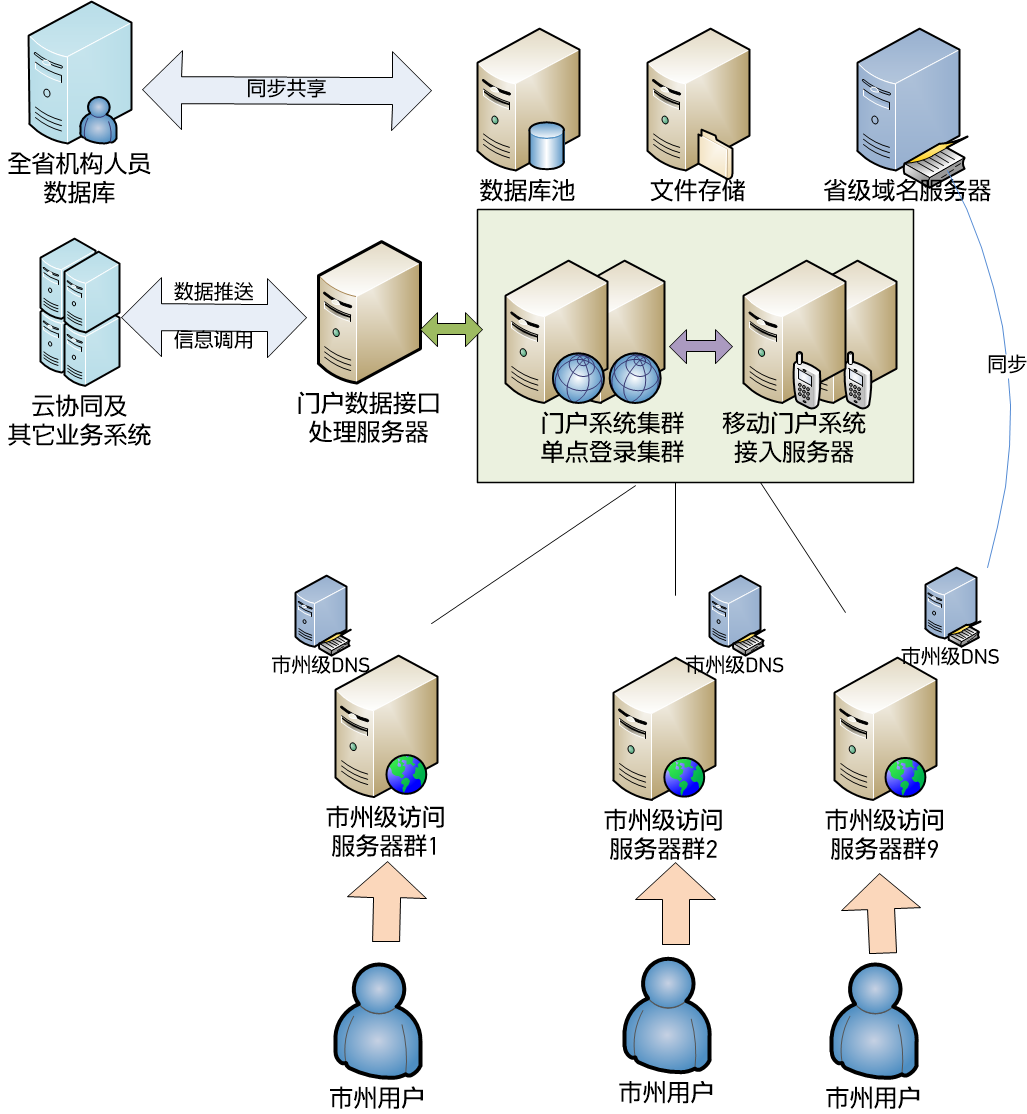 同步共享
全省机构人员
数据库
数据库池
文件存储
省级域名服务器
数据推送
信息调用
云协同及
其它业务系统
门户数据接口
处理服务器
门户系统集群
单点登录集群
移动门户系统
接入服务器
同步
市州级DNS
市州级DNS
市州级DNS
市州级访问
服务器群1
市州级访问
服务器群2
市州级访问
服务器群9
市州用户
市州用户
市州用户